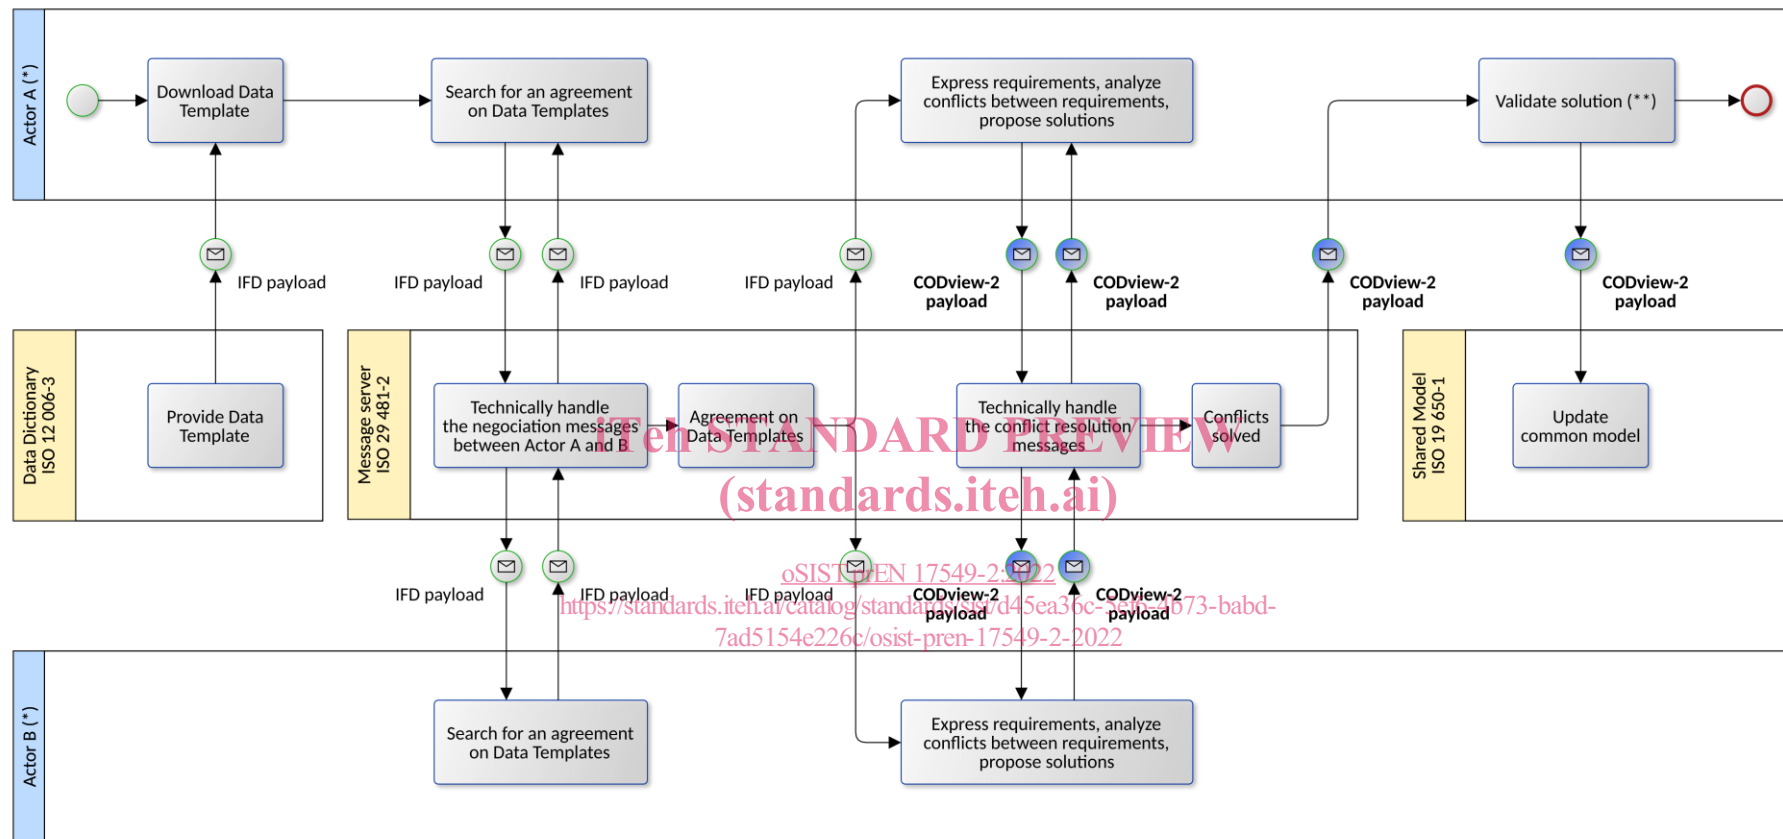 Actor A (*)
Download Data
Template
Search for an agreement
on Data Templates
Express requirements, analyze
conflicts between requirements,
propose solutions
Validate solution (**)
IFD payload
IFD payload
IFD payload
IFD payload
CODview-2
payload
CODview-2
payload
CODview-2
payload
CODview-2
payload
Data Dictionary
ISO 12 006-3
Provide Data
Template
Message server
ISO 29 481-2
Technically handle
the negociation messages
between Actor A and B
Agreement on
Data Templates
Technically handle
the conflict resolution
messages
Conflicts
solved
Shared Model
ISO 19 650-1
Update
common model
iTeh STANDARD PREVIEW
(standards.iteh.ai)
oSIST prEN 17549-2:2022
https://standards.iteh.ai/catalog/standards/sist/d45ea36c-5ef6-4b73-babd-
7ad5154e226c/osist-pren-17549-2-2022
IFD payload
IFD payload
IFD payload
CODview-2
payload
CODview-2
payload
Actor B (*)
Search for an agreement
on Data Templates
Express requirements, analyze
conflicts between requirements,
propose solutions